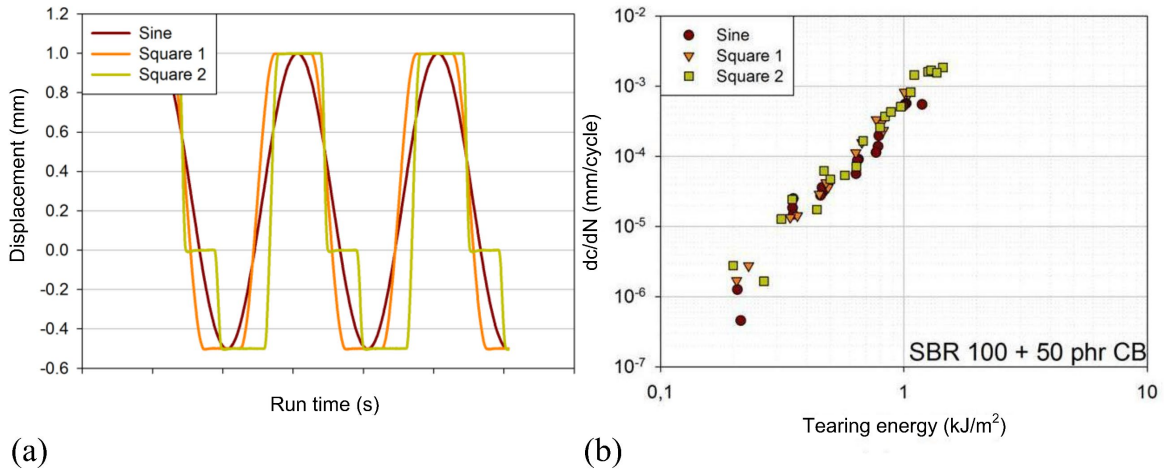 1.2
1.0
0.8
0.6
0.4
0.2
0.0
-0.2
-0.4
-0.6
Displacement (mm)
Sine
Square 1
Square 2
Run time (s)
(a)
10-2
10-3
10-4
10-5
10-6
10-7
dc/dN (mm/cycle)
Sine
Square 1
Square 2
SBR 100 + 50 phr CB
0,1
1
10
Tearing energy (kJ/m²)
(b)